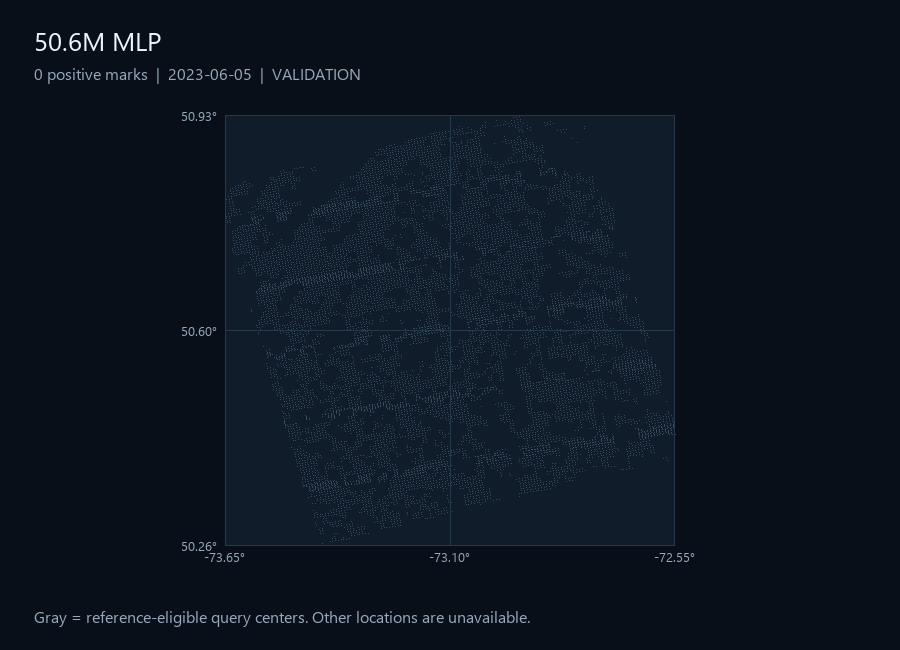 50.6M MLP
0 positive marks | 2023-06-05 | VALIDATION
50.93°
50.60°
50.26°
-73.65°
-73.10°
-72.55°
Gray = reference-eligible query centers. Other locations are unavailable.